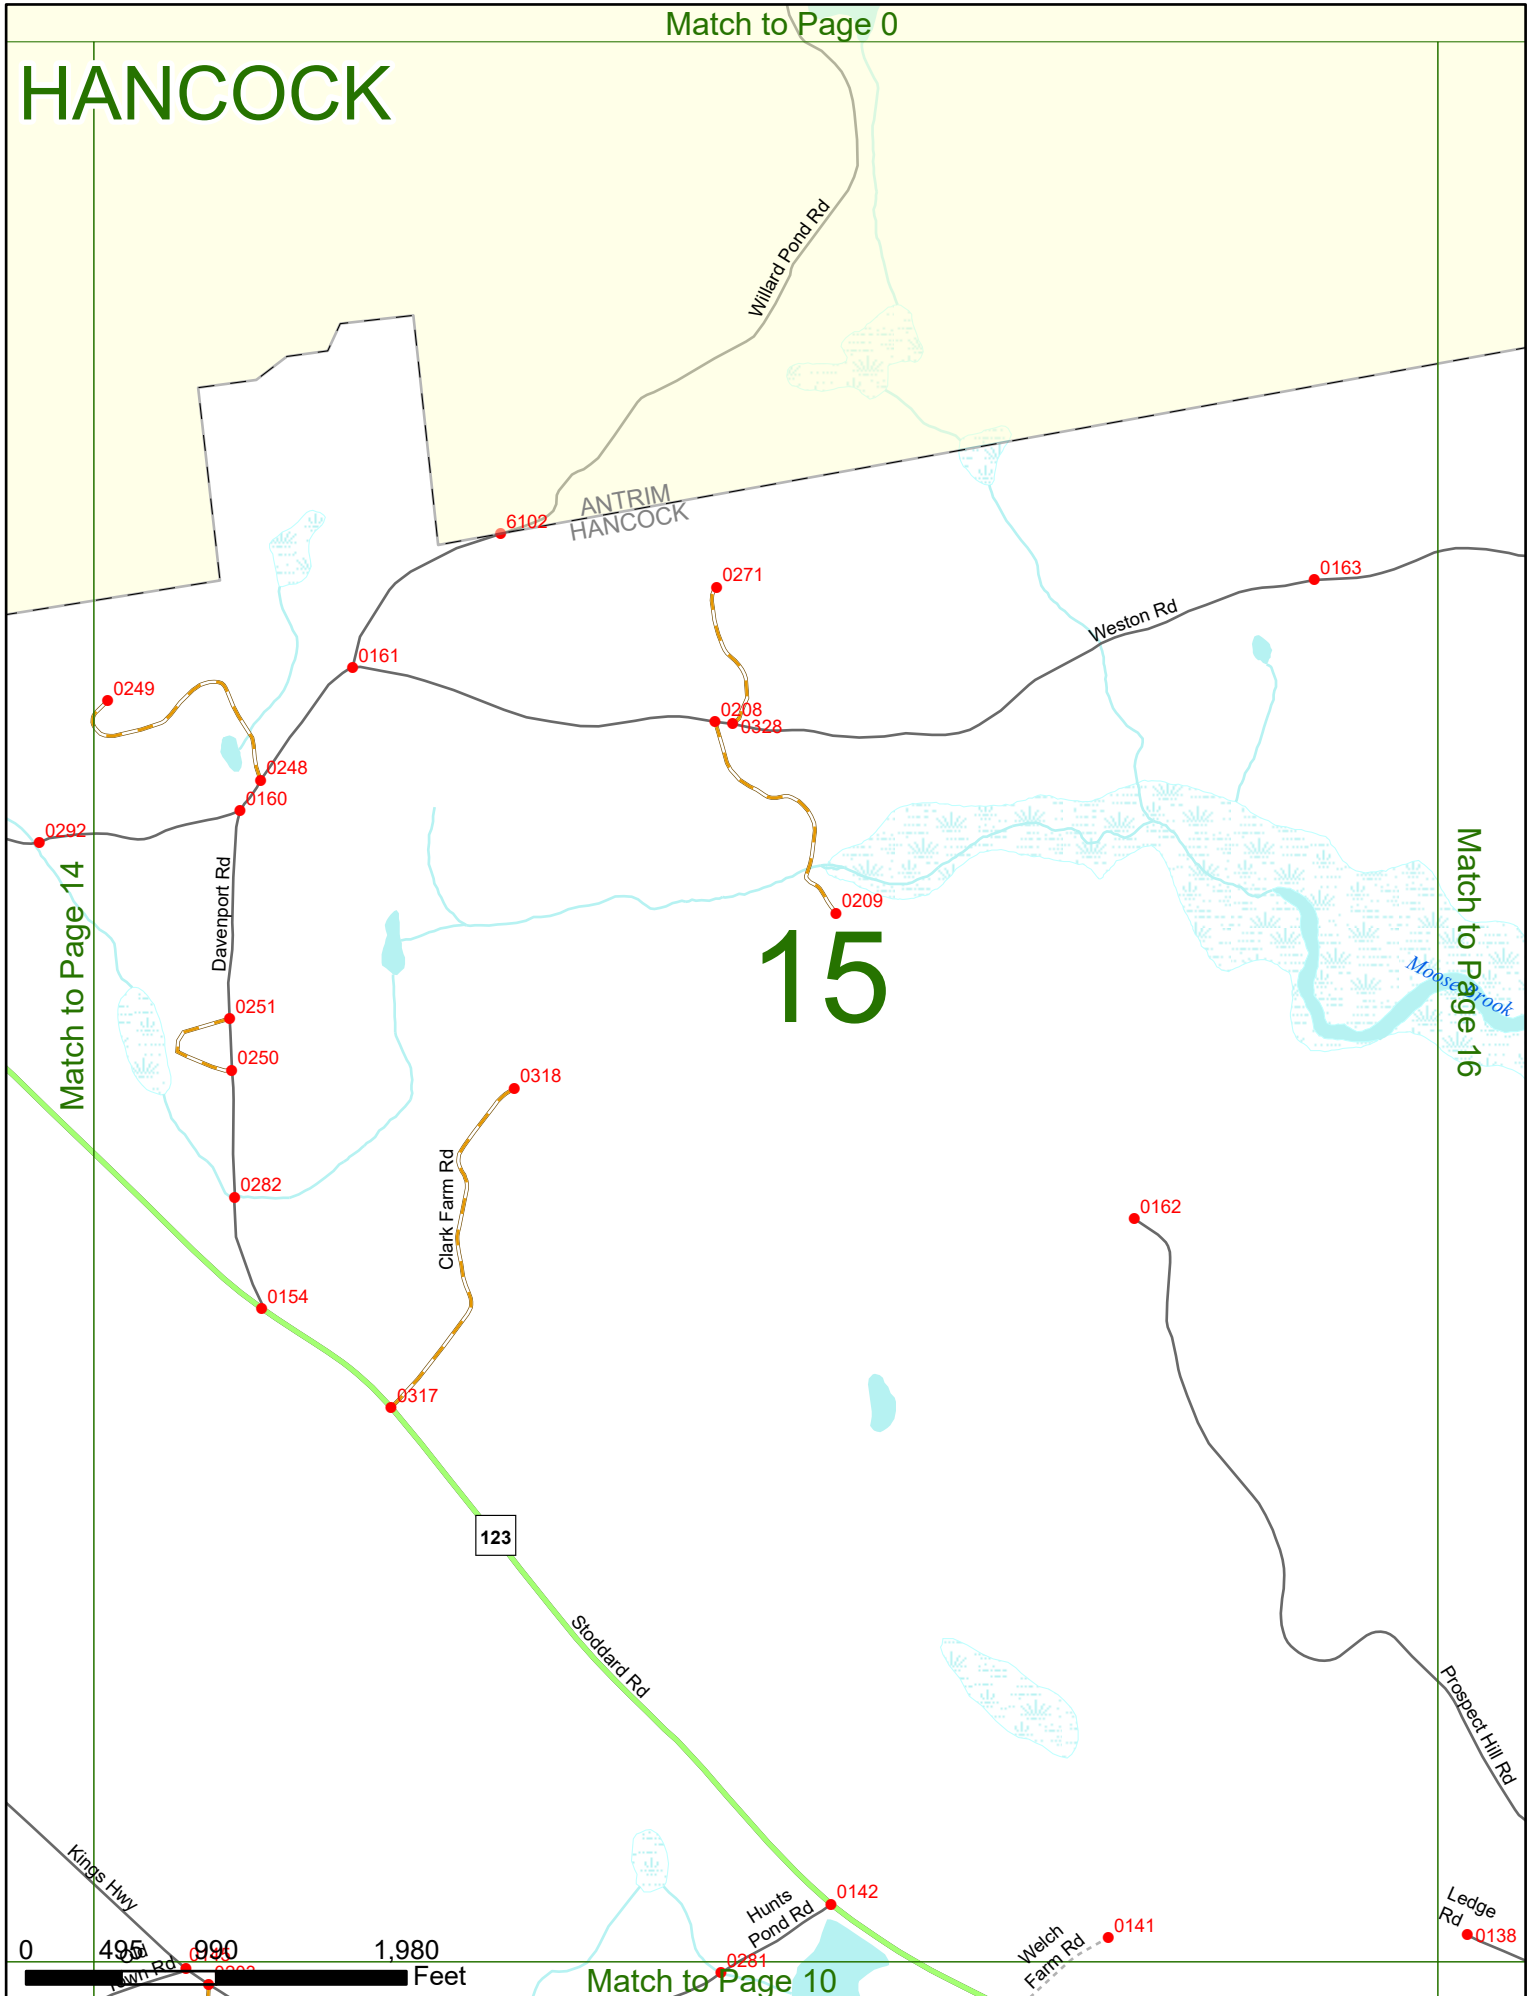 Match to Page 0
HANCOCK
Willard Pond Rd
ANTRIM
HANCOCK
6102
0271
0163
Weston Rd
0161
0249
0208
0328
0248
0160
0292
Davenport Rd
Match to Page 14
Match to Page 16
0209
15
Moose Brook
0251
0250
0318
Clark Farm Rd
0282
0162
0154
0317
123
Stoddard Rd
Prospect Hill Rd
Kings Hwy
0142
Hunts
Pond Rd
0141
Welch
Farm Rd
Ledge
Rd
0138
0 495 990 1,980
Feet
Old
Town Rd
0145
0281
Match to Page 10